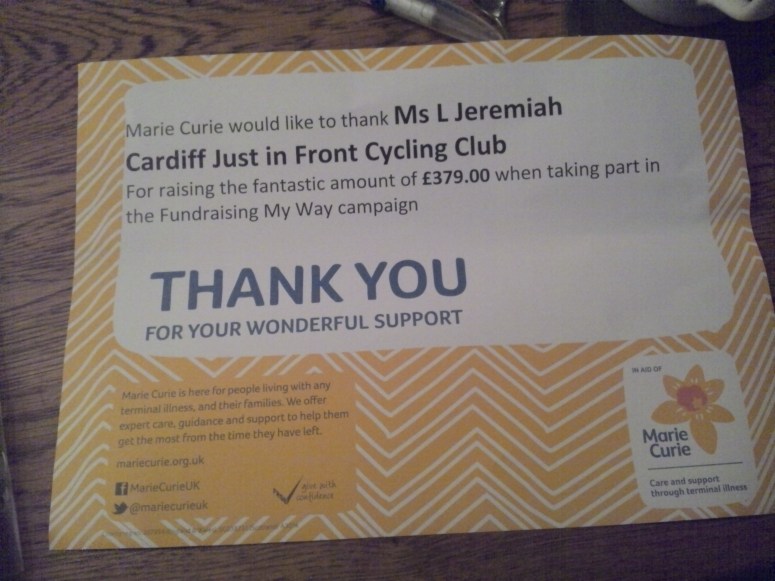 Marie Curie would like to thank Ms L Jeremiah
Cardiff Just in Front Cycling Club
For raising the fantastic amount of £379.00 when taking part in
the Fundraising My Way campaign
THANK YOU
FOR YOUR WONDERFUL SUPPORT
Marie Curie is here for people living with any
terminal illness, and their families. We offer
expert care, guidance and support to help them
get the most from the time they have left.
mariecurie.org.uk
MarieCurieUK
@mariecurieuk
give with
confidence
IN AID OF
Marie
Curie
Care and support
through terminal illness